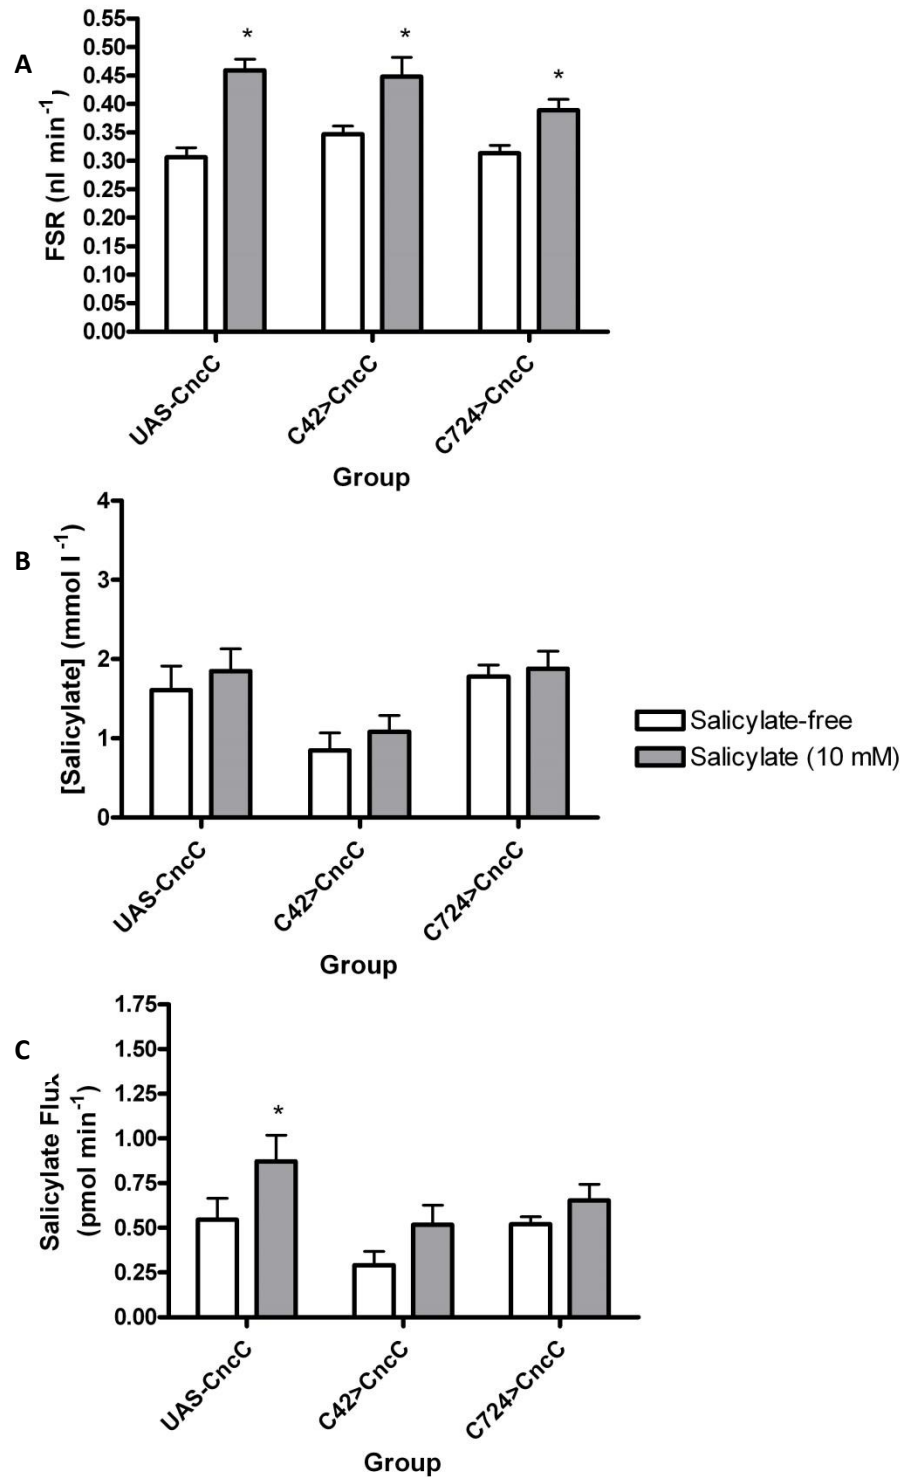 A
FSR (nl min⁻¹)
0.55
0.50
0.45
0.40
0.35
0.30
0.25
0.20
0.15
0.10
0.05
0.00
*
*
*
UAS-CncC
C42>CncC
C724>CncC
Group
B
[Salicylate] (mmol l⁻¹)
4
3
2
1
0
UAS-CncC
C42>CncC
C724>CncC
Group
Salicylate-free
Salicylate (10 mM)
C
Salicylate Flux
(pmol min⁻¹)
1.75
1.50
1.25
1.00
0.75
0.50
0.25
0.00
*
UAS-CncC
C42>CncC
C724>CncC
Group